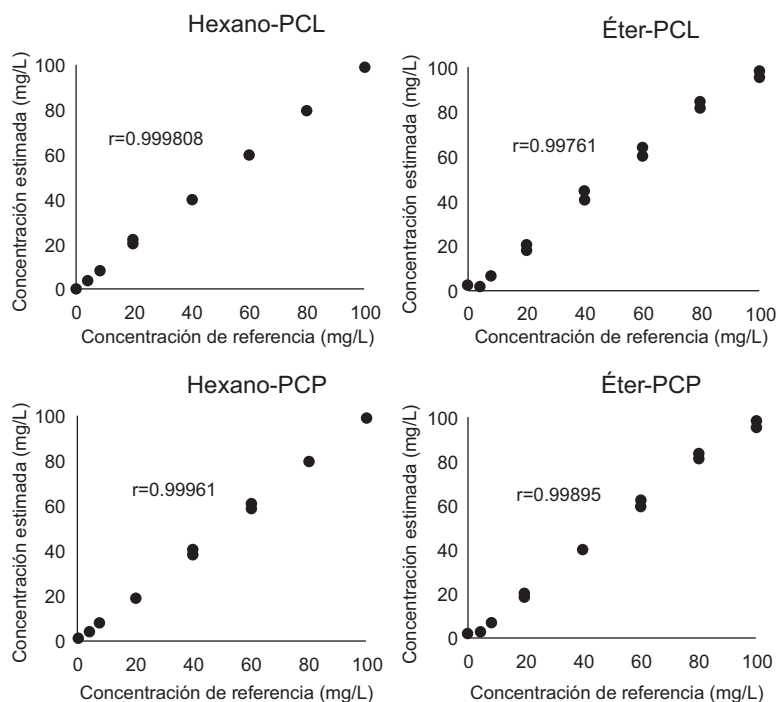 Hexano-PCL
Concentración estimada (mg/L)
100
80
60
40
20
0
r=0.999808
0 20 40 60 80 100
Concentración de referencia (mg/L)
Éter-PCL
Concentración estimada (mg/L)
100
80
60
40
20
0
r=0.99761
0 20 40 60 80 100
Concentración de referencia (mg/L)
Hexano-PCP
Concentración estimada (mg/L)
100
80
60
40
20
0
r=0.99961
0 20 40 60 80 100
Concentración de referencia (mg/L)
Éter-PCP
Concentración estimada (mg/L)
100
80
60
40
20
0
r=0.99895
0 20 40 60 80 100
Concentración de referencia (mg/L)